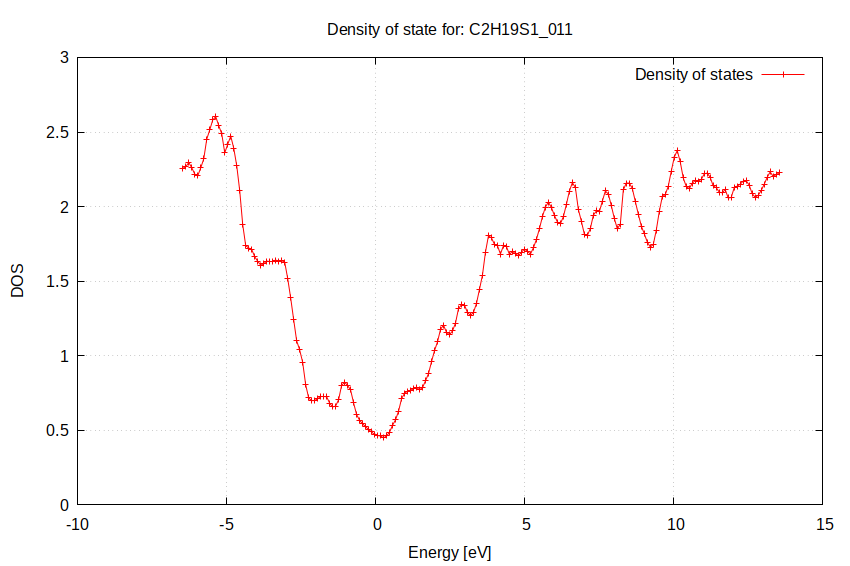 Density of state for: C2H19S1_011
Density of states
3
2.5
2
1.5
1
0.5
0
DOS
-10 -5 0 5 10 15
Energy [eV]